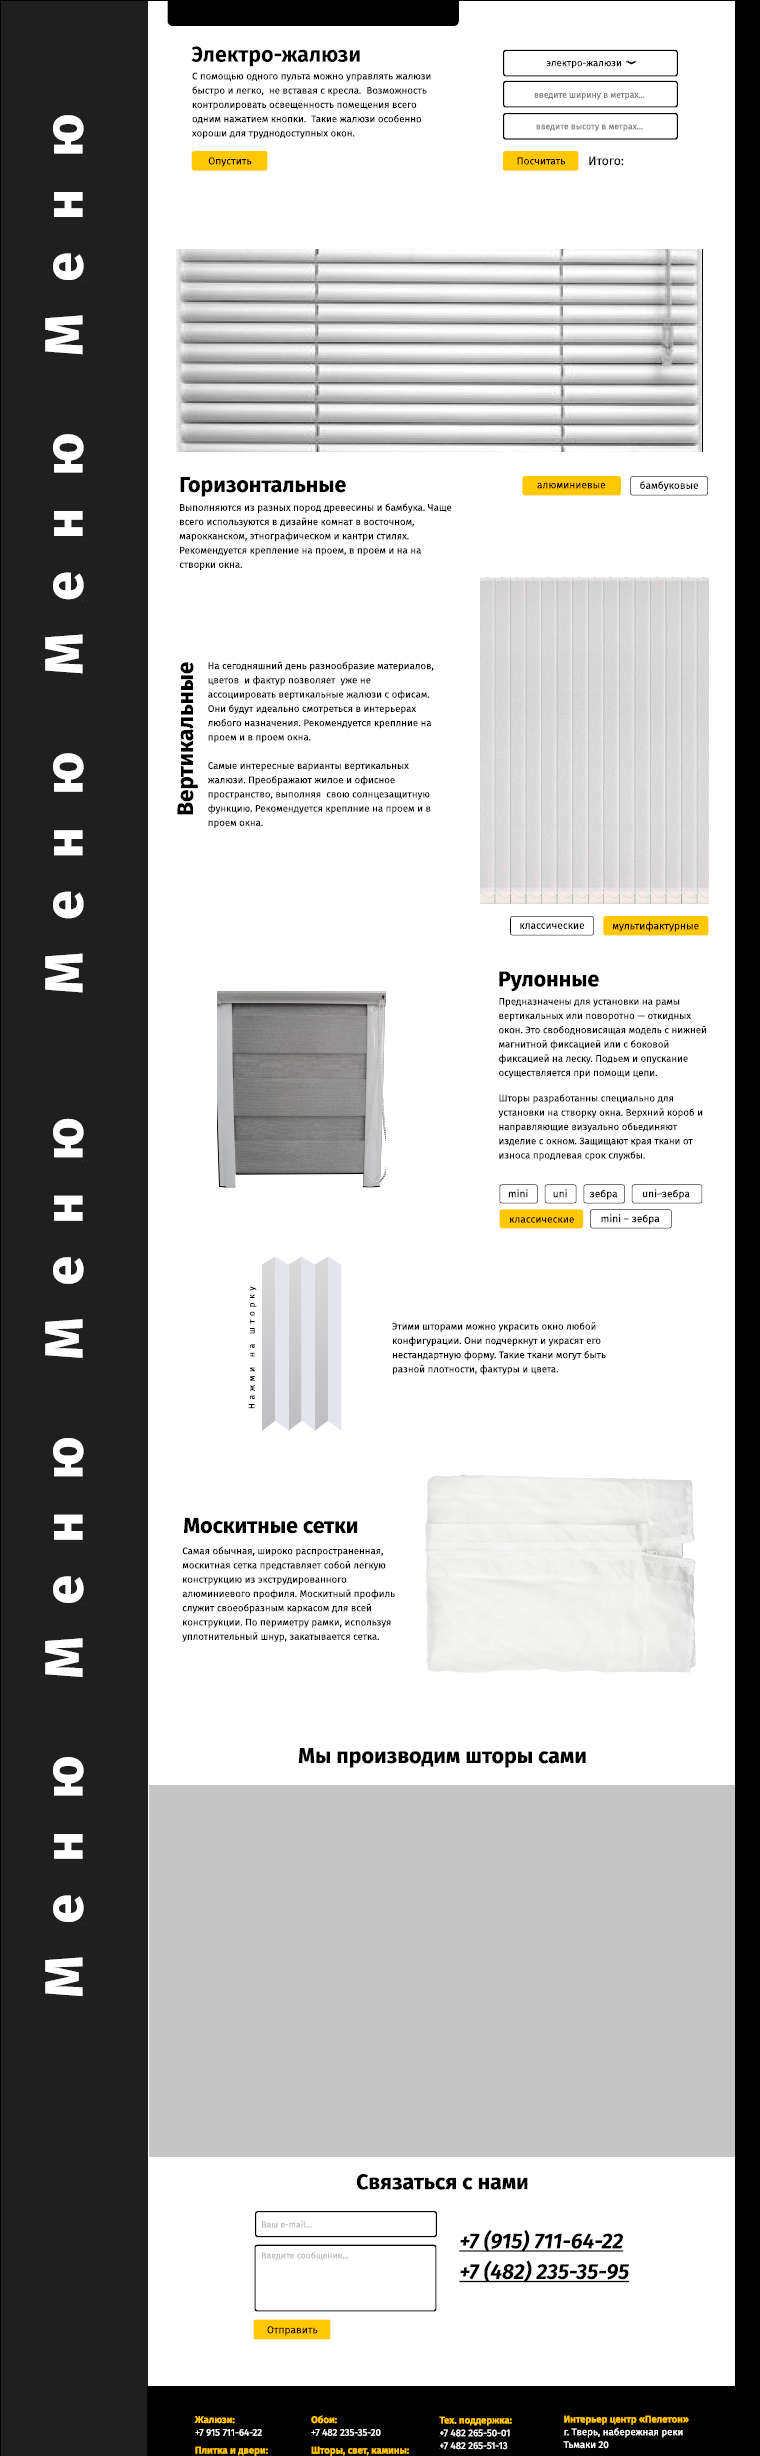 Меню
Меню
Меню
Меню
Меню
Меню
Электро-жалюзи
С помощью одного пульта можно управлять жалюзи
быстро и легко, не вставая с кресла. Возможность
контролировать освещенность помещения всего
одним нажатием кнопки. Такие жалюзи особенно
хороши для труднодоступных окон.
Опустить
электро-жалюзи
введите ширину в метрах...
введите высоту в метрах...
Посчитать Итого:
Горизонтальные
Выполняются из разных пород древесины и бамбука. Чаще
всего используются в дизайне комнат в восточном,
марокканском, этнографическом и кантри стилях.
Рекомендуется крепление на проем, в проем и на на
створки окна.
алюминиевые бамбуковые
Вертикальные
На сегодняшний день разнообразие материалов,
цветов и фактур позволяет уже не
ассоциировать вертикальные жалюзи с офисам.
Они будут идеально смотреться в интерьерах
любого назначения. Рекомендуется креплние на
проем и в проем окна.
Самые интересные варианты вертикальных
жалюзи. Преображают жилое и офисное
пространство, выполняя свою солнцезащитную
функцию. Рекомендуется креплние на проем и в
проем окна.
классические мультифактурные
Рулонные
Предназначены для установки на рамы
вертикальных или поворотно — откидных
окон. Это свободновисящая модель с нижней
магнитной фиксацией или с боковой
фиксацией на леску. Подьем и опускание
осуществляется при помощи цепи.
Шторы разработанны специально для
установки на створку окна. Верхний короб и
направляющие визуально обьединяют
изделие с окном. Защищают края ткани от
износа продлевая срок службы.
mini uni зебра uni–зебра
классические mini – зебра
Нажми на шторку
Этими шторами можно украсить окно любой
конфигурации. Они подчеркнут и украсят его
нестандартную форму. Такие ткани могут быть
разной плотности, фактуры и цвета.
Москитные сетки
Самая обычная, широко распространенная,
москитная сетка представляет собой легкую
конструкцию из экструдированного
алюминиевого профиля. Москитный профиль
служит своеобразным каркасом для всей
конструкции. По периметру рамки, используя
уплотнительный шнур, закатывается сетка.
Мы производим шторы сами
Связаться с нами
Ваш e-mail...
Введите сообщение...
Отправить
+7 (915) 711-64-22
+7 (482) 235-35-95
Жалюзи:
+7 915 711-64-22
Плитка и двери:
Обои:
+7 482 235-35-20
Шторы, свет, камины:
Тех. поддержка:
+7 482 265-50-01
+7 482 265-51-13
Интерьер центр «Пелетон»
г. Тверь, набережная реки
Тьмаки 20